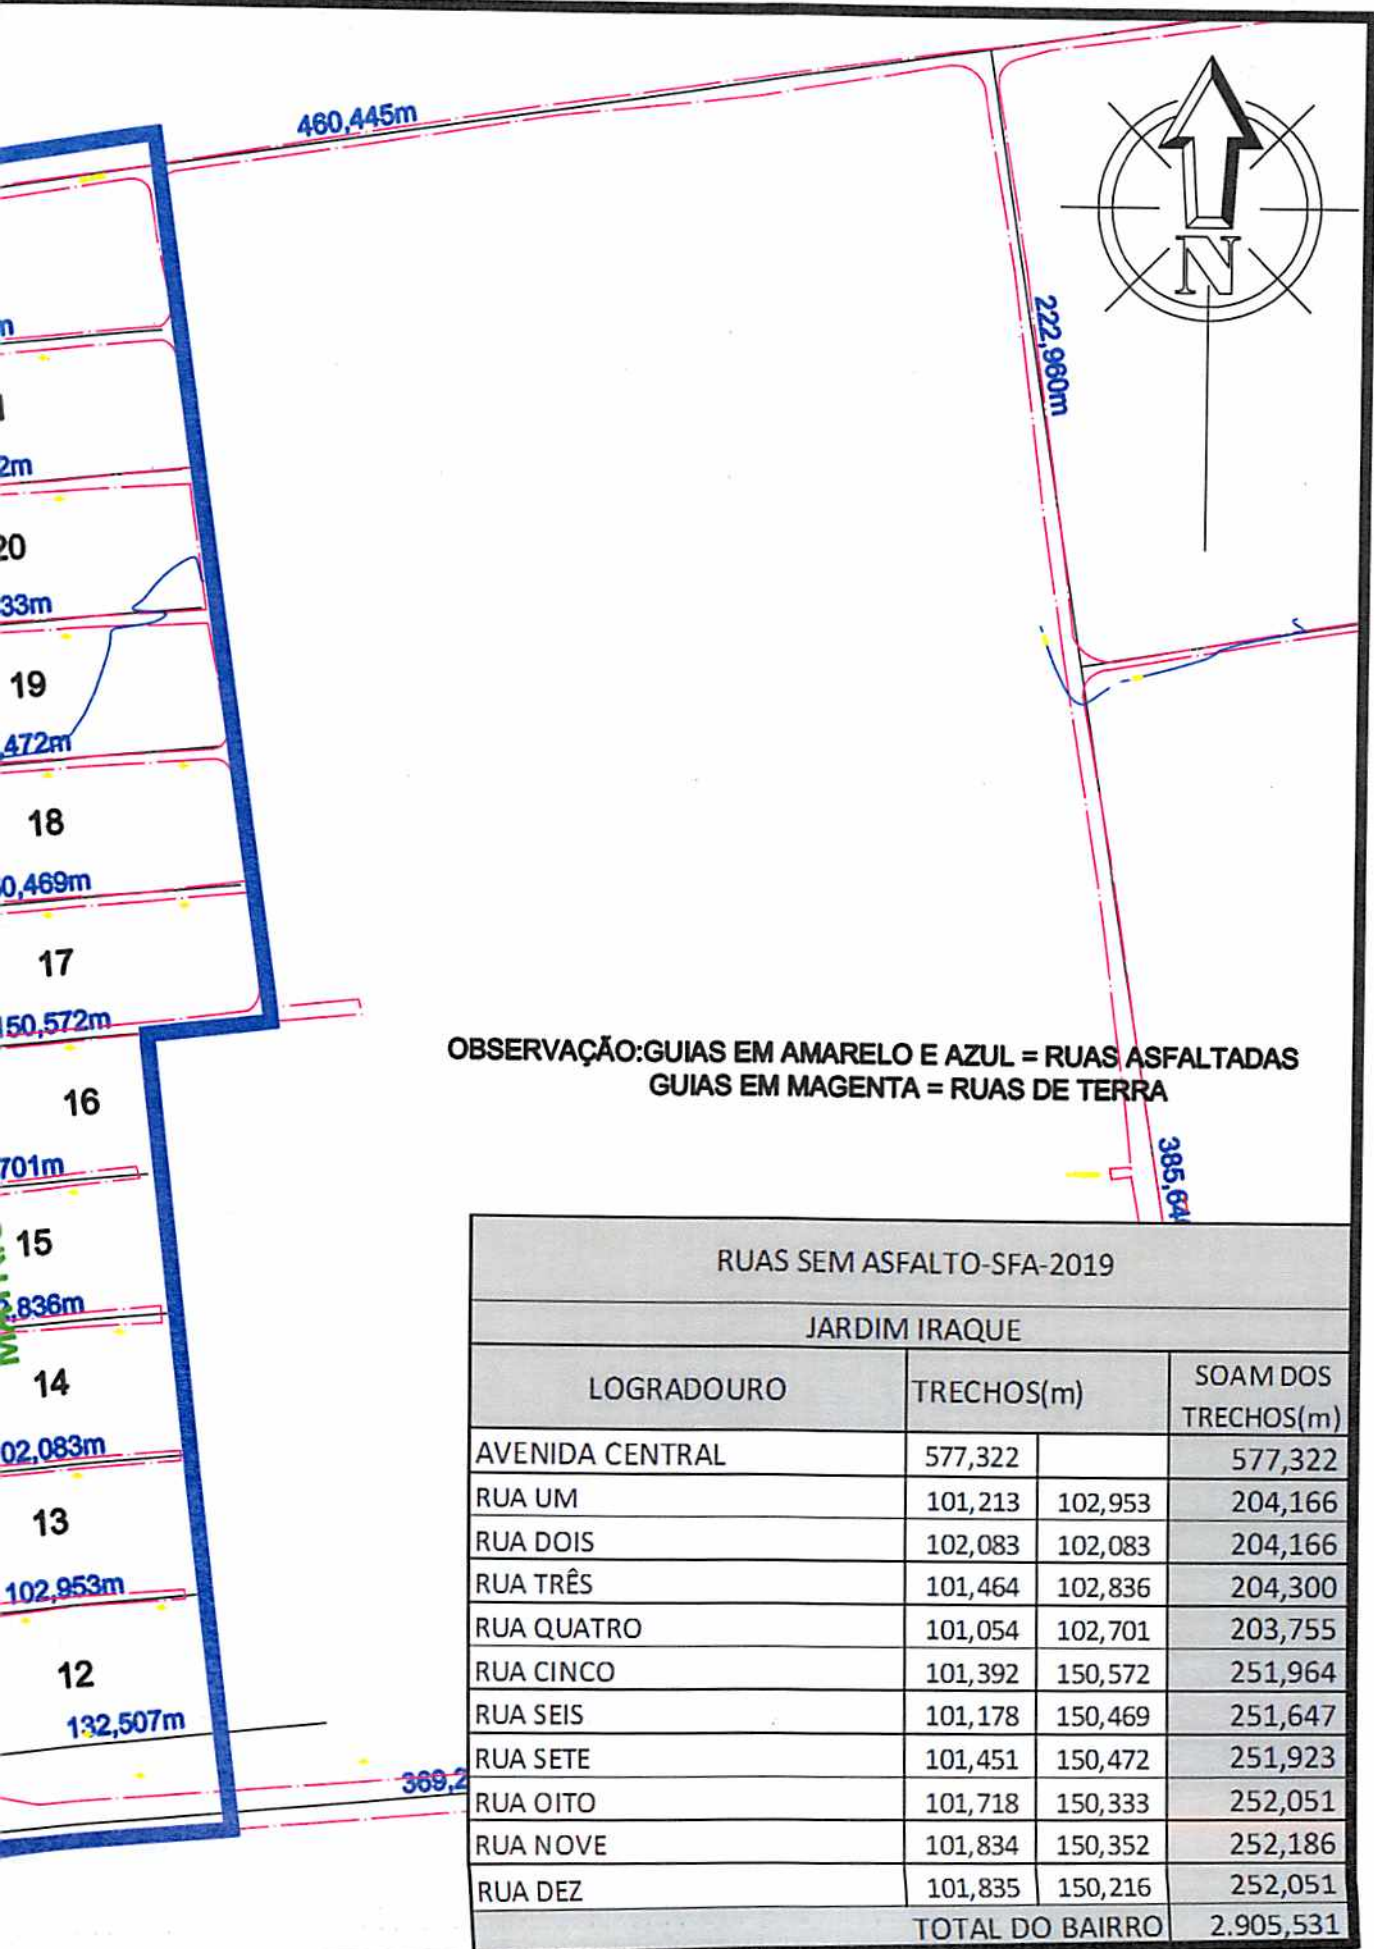 460,445m
N
222,960m
20
33m
19
,472m
18
0,469m
17
150,572m
OBSERVAÇÃO:GUIAS EM AMARELO E AZUL = RUAS ASFALTADAS
GUIAS EM MAGENTA = RUAS DE TERRA
16
701m
385,64
15
2,836m
14
02,083m
13
102,953m
12
132,507m
369,2
RUAS SEM ASFALTO-SFA-2019
JARDIM IRAQUE
LOGRADOURO TRECHOS(m) SOAM DOS TRECHOS(m)
AVENIDA CENTRAL 577,322 577,322
RUA UM 101,213 102,953 204,166
RUA DOIS 102,083 102,083 204,166
RUA TRÊS 101,464 102,836 204,300
RUA QUATRO 101,054 102,701 203,755
RUA CINCO 101,392 150,572 251,964
RUA SEIS 101,178 150,469 251,647
RUA SETE 101,451 150,472 251,923
RUA OITO 101,718 150,333 252,051
RUA NOVE 101,834 150,352 252,186
RUA DEZ 101,835 150,216 252,051
TOTAL DO BAIRRO 2.905,531